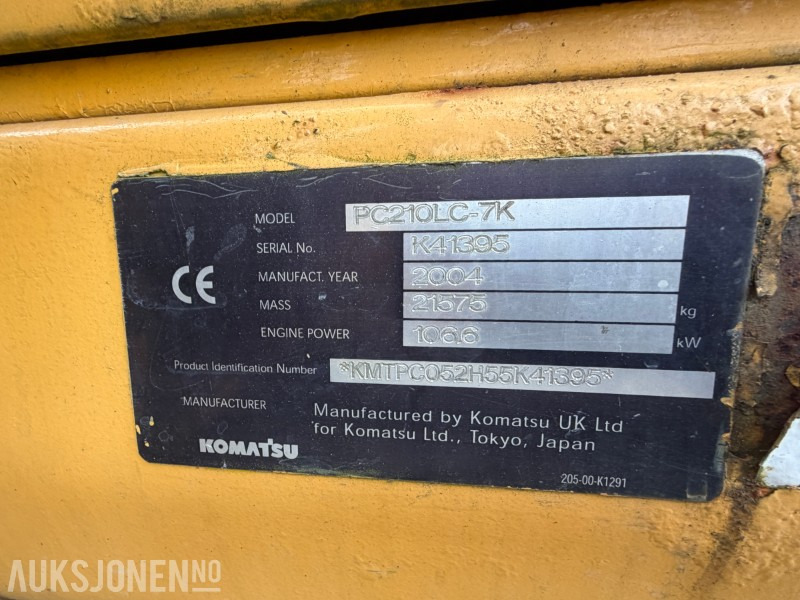 MODEL PC210LC-7K
SERIAL No. K41395
CE MANUFACT. YEAR 2004
MASS 21575 kg
ENGINE POWER 106.6 kW
Product Identification Number *KMTPC052H55K41395*
MANUFACTURER Manufactured by Komatsu UK Ltd
for Komatsu Ltd., Tokyo, Japan
KOMATSU
205-00-K1291
AUKSJONEN.NO